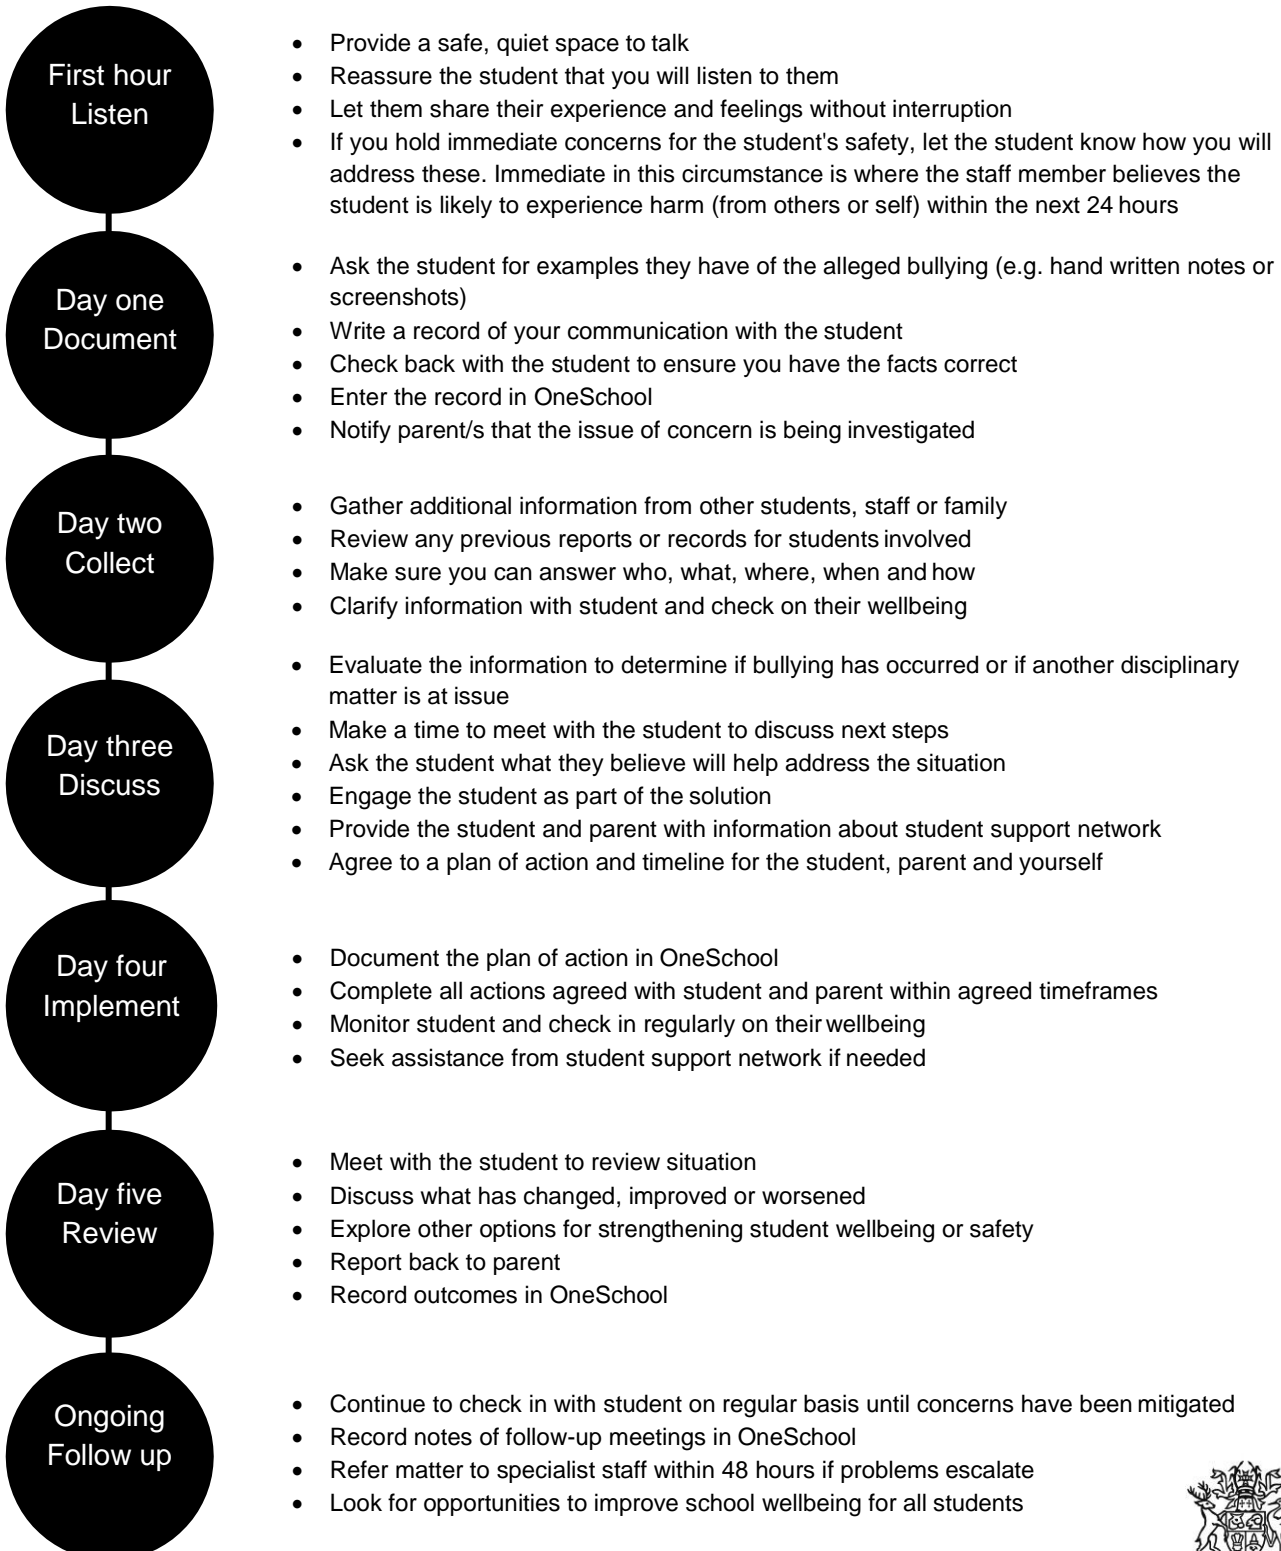 First hour
Listen
• Provide a safe, quiet space to talk
• Reassure the student that you will listen to them
• Let them share their experience and feelings without interruption
• If you hold immediate concerns for the student's safety, let the student know how you will
address these. Immediate in this circumstance is where the staff member believes the
student is likely to experience harm (from others or self) within the next 24 hours
Day one
Document
• Ask the student for examples they have of the alleged bullying (e.g. hand written notes or
screenshots)
• Write a record of your communication with the student
• Check back with the student to ensure you have the facts correct
• Enter the record in OneSchool
• Notify parent/s that the issue of concern is being investigated
Day two
Collect
• Gather additional information from other students, staff or family
• Review any previous reports or records for students involved
• Make sure you can answer who, what, where, when and how
• Clarify information with student and check on their wellbeing
Day three
Discuss
• Evaluate the information to determine if bullying has occurred or if another disciplinary
matter is at issue
• Make a time to meet with the student to discuss next steps
• Ask the student what they believe will help address the situation
• Engage the student as part of the solution
• Provide the student and parent with information about student support network
• Agree to a plan of action and timeline for the student, parent and yourself
Day four
Implement
• Document the plan of action in OneSchool
• Complete all actions agreed with student and parent within agreed timeframes
• Monitor student and check in regularly on their wellbeing
• Seek assistance from student support network if needed
Day five
Review
• Meet with the student to review situation
• Discuss what has changed, improved or worsened
• Explore other options for strengthening student wellbeing or safety
• Report back to parent
• Record outcomes in OneSchool
Ongoing
Follow up
• Continue to check in with student on regular basis until concerns have been mitigated
• Record notes of follow-up meetings in OneSchool
• Refer matter to specialist staff within 48 hours if problems escalate
• Look for opportunities to improve school wellbeing for all students